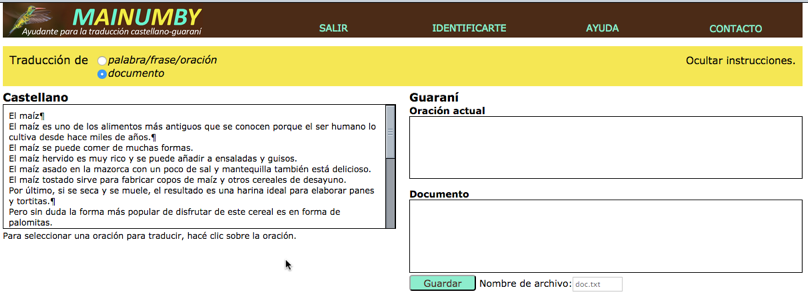 MAINUMBY
Ayudante para la traducción castellano-guaraní
SALIR
IDENTIFICARTE
AYUDA
CONTACTO
Traducción de
palabra/frase/oración
documento
Ocultar instrucciones.
Castellano
El maíz¶
El maíz es uno de los alimentos más antiguos que se conocen porque el ser humano lo
cultiva desde hace miles de años.¶
El maíz se puede comer de muchas formas.
El maíz hervido es muy rico y se puede añadir a ensaladas y guisos.
El maíz asado en la mazorca con un poco de sal y mantequilla también está delicioso.
El maíz tostado sirve para fabricar copos de maíz y otros cereales de desayuno.
Por último, si se seca y se muele, el resultado es una harina ideal para elaborar panes
y tortitas.¶
Pero sin duda la forma más popular de disfrutar de este cereal es en forma de
palomitas.
Para seleccionar una oración para traducir, hacé clic sobre la oración.
Guaraní
Oración actual
Documento
Guardar
Nombre de archivo:
doc.txt